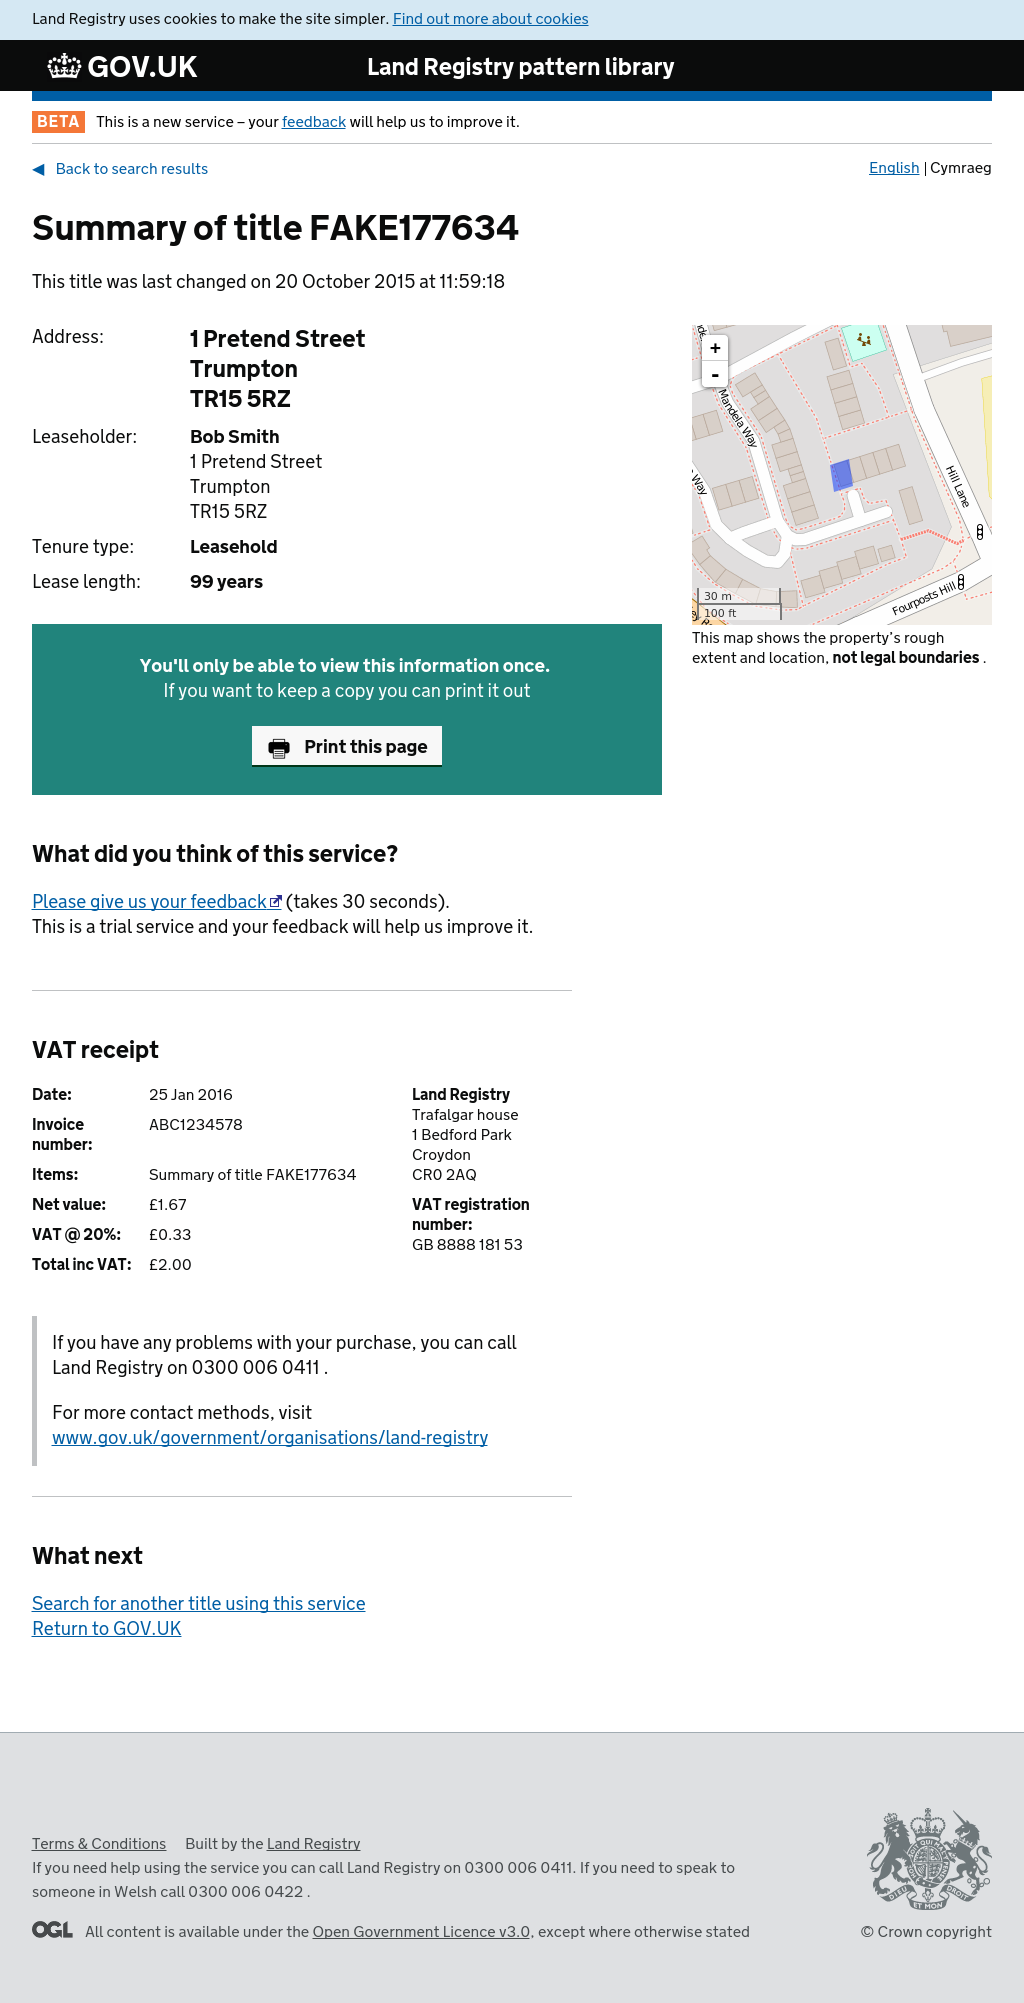 Land Registry uses cookies to make the site simpler. Find out more about cookies
GOV.UK
Land Registry pattern library
BETA This is a new service – your feedback will help us to improve it.
◀ Back to search results
English | Cymraeg
Summary of title FAKE177634
This title was last changed on 20 October 2015 at 11:59:18
Address:
1 Pretend Street
Trumpton
TR15 5RZ
Leaseholder:
Bob Smith
1 Pretend Street
Trumpton
TR15 5RZ
Tenure type:
Leasehold
Lease length:
99 years
+
-
Mandela Way
Way
Hill Lane
Fourposts Hill
30 m
100 ft
This map shows the property's rough
extent and location, not legal boundaries .
You'll only be able to view this information once.
If you want to keep a copy you can print it out
Print this page
What did you think of this service?
Please give us your feedback (takes 30 seconds).
This is a trial service and your feedback will help us improve it.
VAT receipt
Date:
25 Jan 2016
Invoice
number:
ABC1234578
Items:
Summary of title FAKE177634
Net value:
£1.67
VAT @ 20%:
£0.33
Total inc VAT:
£2.00
Land Registry
Trafalgar house
1 Bedford Park
Croydon
CR0 2AQ
VAT registration
number:
GB 8888 181 53
If you have any problems with your purchase, you can call
Land Registry on 0300 006 0411 .
For more contact methods, visit
www.gov.uk/government/organisations/land-registry
What next
Search for another title using this service
Return to GOV.UK
Terms & Conditions Built by the Land Registry
If you need help using the service you can call Land Registry on 0300 006 0411. If you need to speak to
someone in Welsh call 0300 006 0422 .
OGL All content is available under the Open Government Licence v3.0, except where otherwise stated
© Crown copyright